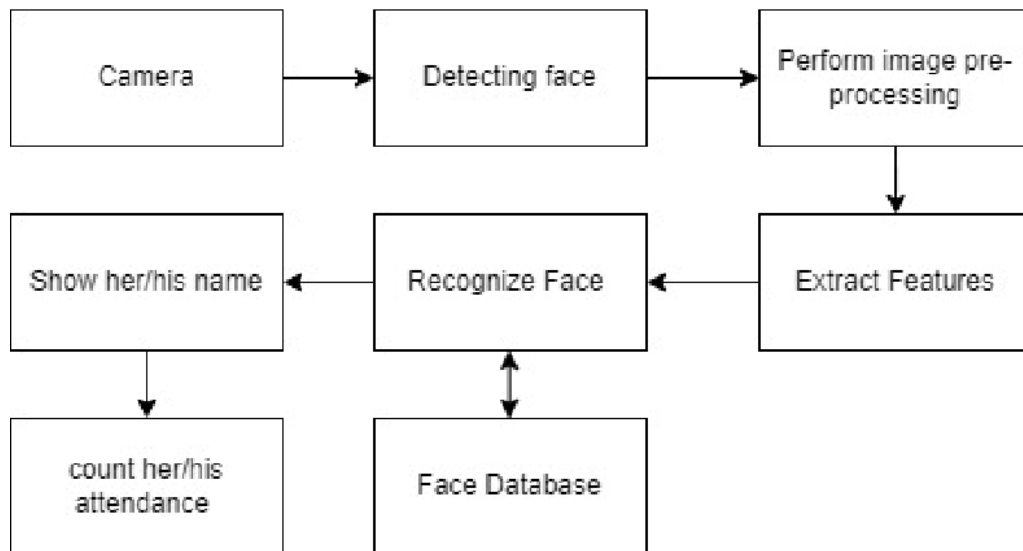 Camera
Detecting face
Perform image pre-
processing
Show her/his name
Recognize Face
Extract Features
count her/his
attendance
Face Database